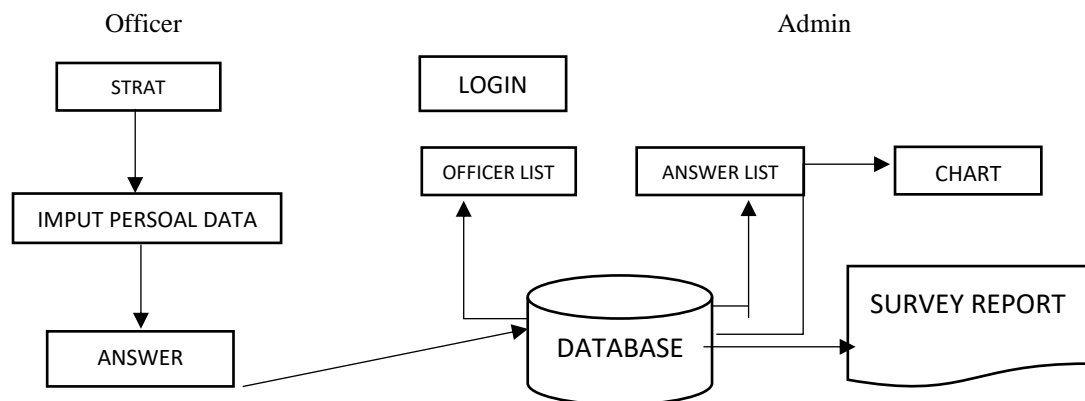 Officer
Admin
STRAT
LOGIN
OFFICER LIST
ANSWER LIST
CHART
IMPUT PERSOAL DATA
SURVEY REPORT
DATABASE
ANSWER